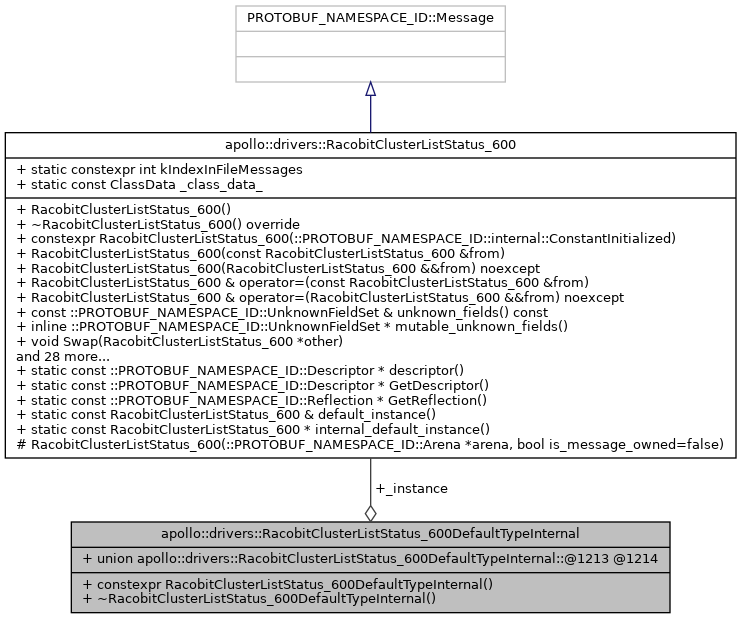 PROTOBUF_NAMESPACE_ID::Message
apollo::drivers::RacobitClusterListStatus_600
+ static constexpr int kIndexInFileMessages
+ static const ClassData _class_data_
+ RacobitClusterListStatus_600()
+ ~RacobitClusterListStatus_600() override
+ constexpr RacobitClusterListStatus_600(::PROTOBUF_NAMESPACE_ID::internal::ConstantInitialized)
+ RacobitClusterListStatus_600(const RacobitClusterListStatus_600 &from)
+ RacobitClusterListStatus_600(RacobitClusterListStatus_600 &&from) noexcept
+ RacobitClusterListStatus_600 & operator=(const RacobitClusterListStatus_600 &from)
+ RacobitClusterListStatus_600 & operator=(RacobitClusterListStatus_600 &&from) noexcept
+ const ::PROTOBUF_NAMESPACE_ID::UnknownFieldSet & unknown_fields() const
+ inline ::PROTOBUF_NAMESPACE_ID::UnknownFieldSet * mutable_unknown_fields()
+ void Swap(RacobitClusterListStatus_600 *other)
and 28 more...
+ static const ::PROTOBUF_NAMESPACE_ID::Descriptor * descriptor()
+ static const ::PROTOBUF_NAMESPACE_ID::Descriptor * GetDescriptor()
+ static const ::PROTOBUF_NAMESPACE_ID::Reflection * GetReflection()
+ static const RacobitClusterListStatus_600 & default_instance()
+ static const RacobitClusterListStatus_600 * internal_default_instance()
# RacobitClusterListStatus_600(::PROTOBUF_NAMESPACE_ID::Arena *arena, bool is_message_owned=false)
+_instance
apollo::drivers::RacobitClusterListStatus_600DefaultTypeInternal
+ union apollo::drivers::RacobitClusterListStatus_600DefaultTypeInternal::@1213 @1214
+ constexpr RacobitClusterListStatus_600DefaultTypeInternal()
+ ~RacobitClusterListStatus_600DefaultTypeInternal()